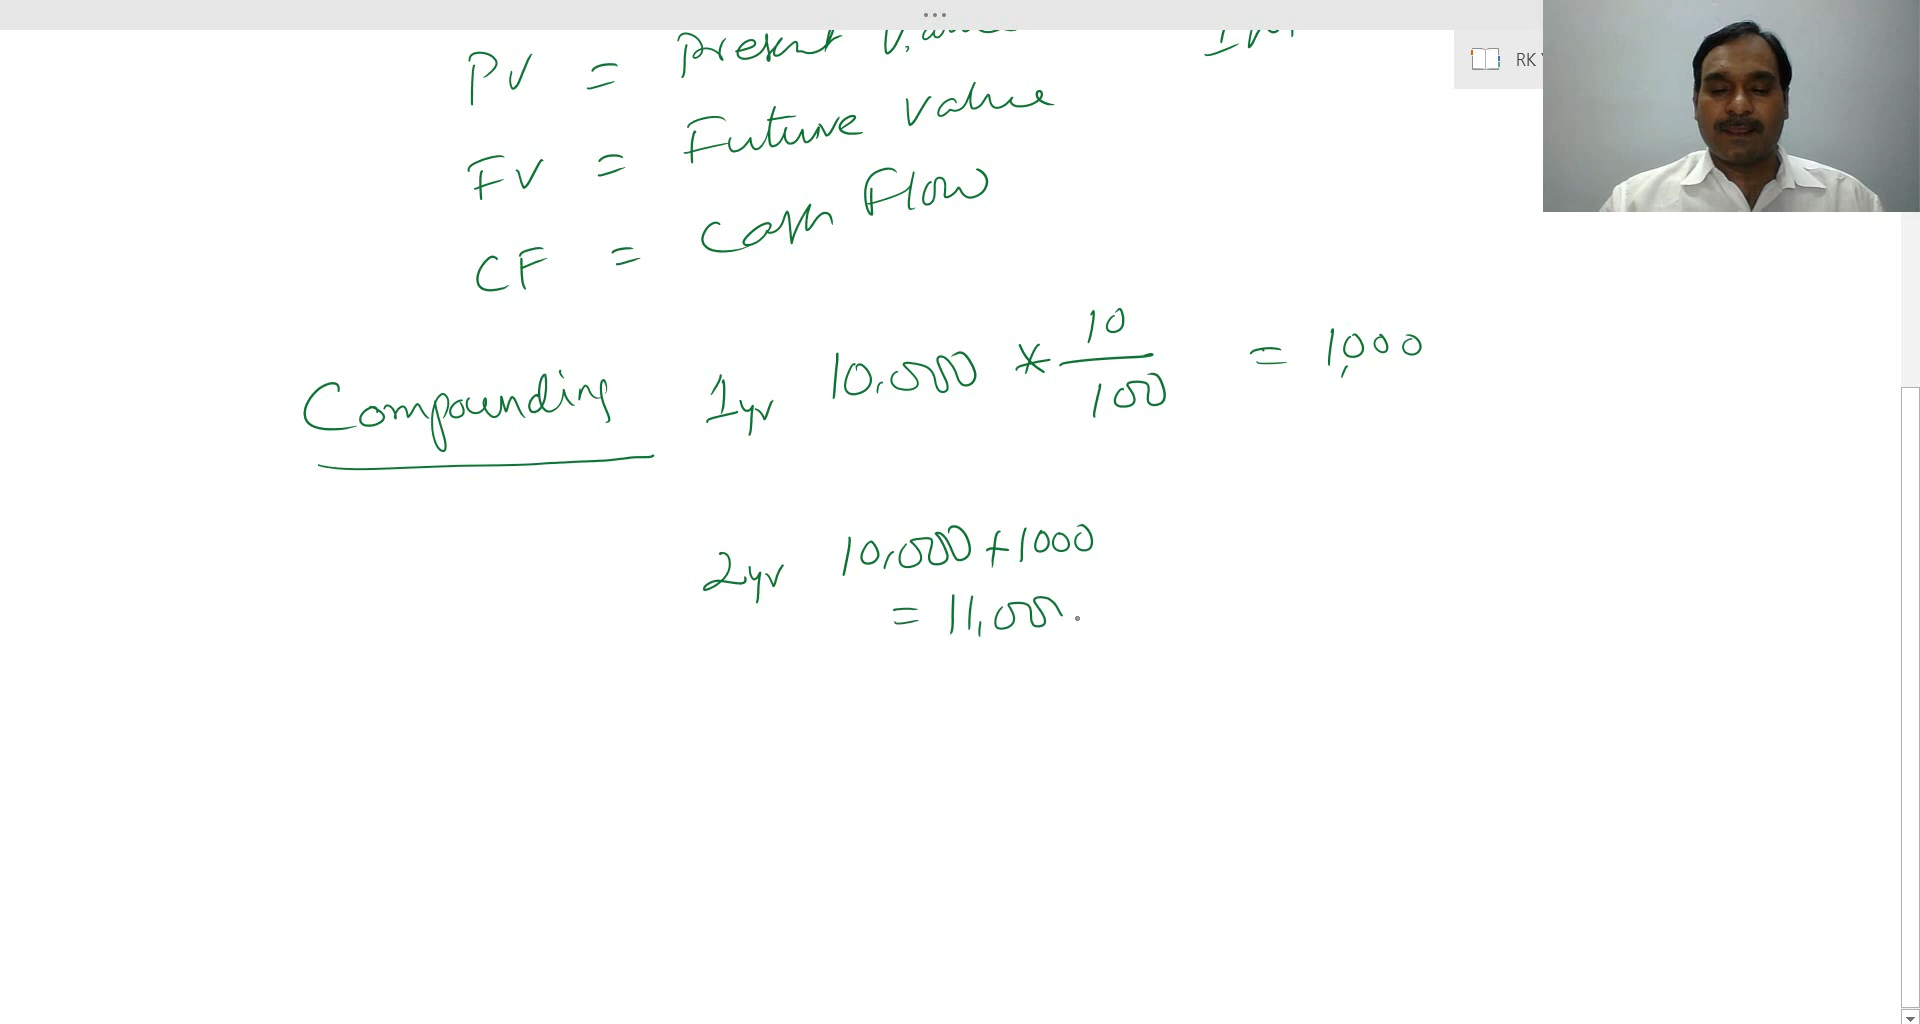 PV = Present Value
RK
FV = Future Value
CF = Cash Flow
Compounding 1yr 10,000 * 10/100 = 1,000
2yr 10,000 + 1000
= 11,000